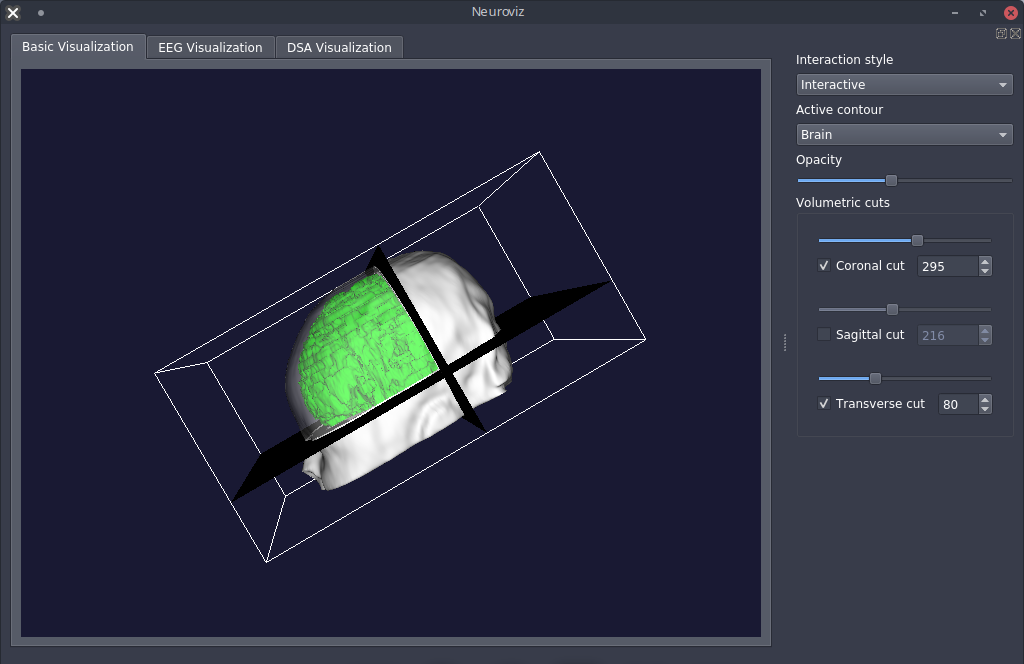 Neuroviz
Basic Visualization
EEG Visualization
DSA Visualization
Interaction style
Interactive
Active contour
Brain
Opacity
Volumetric cuts
Coronal cut 295
Sagittal cut 216
Transverse cut 80